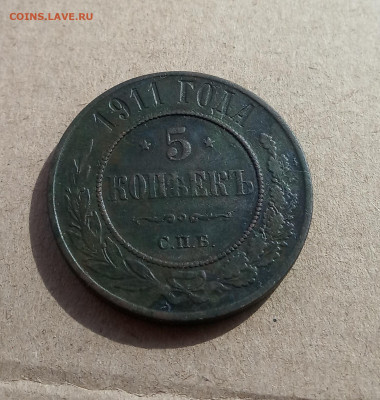 COINS.LAVE.RU
1911 ГОДА
* 5 *
КОПѢЕКЪ
С.П.Б.